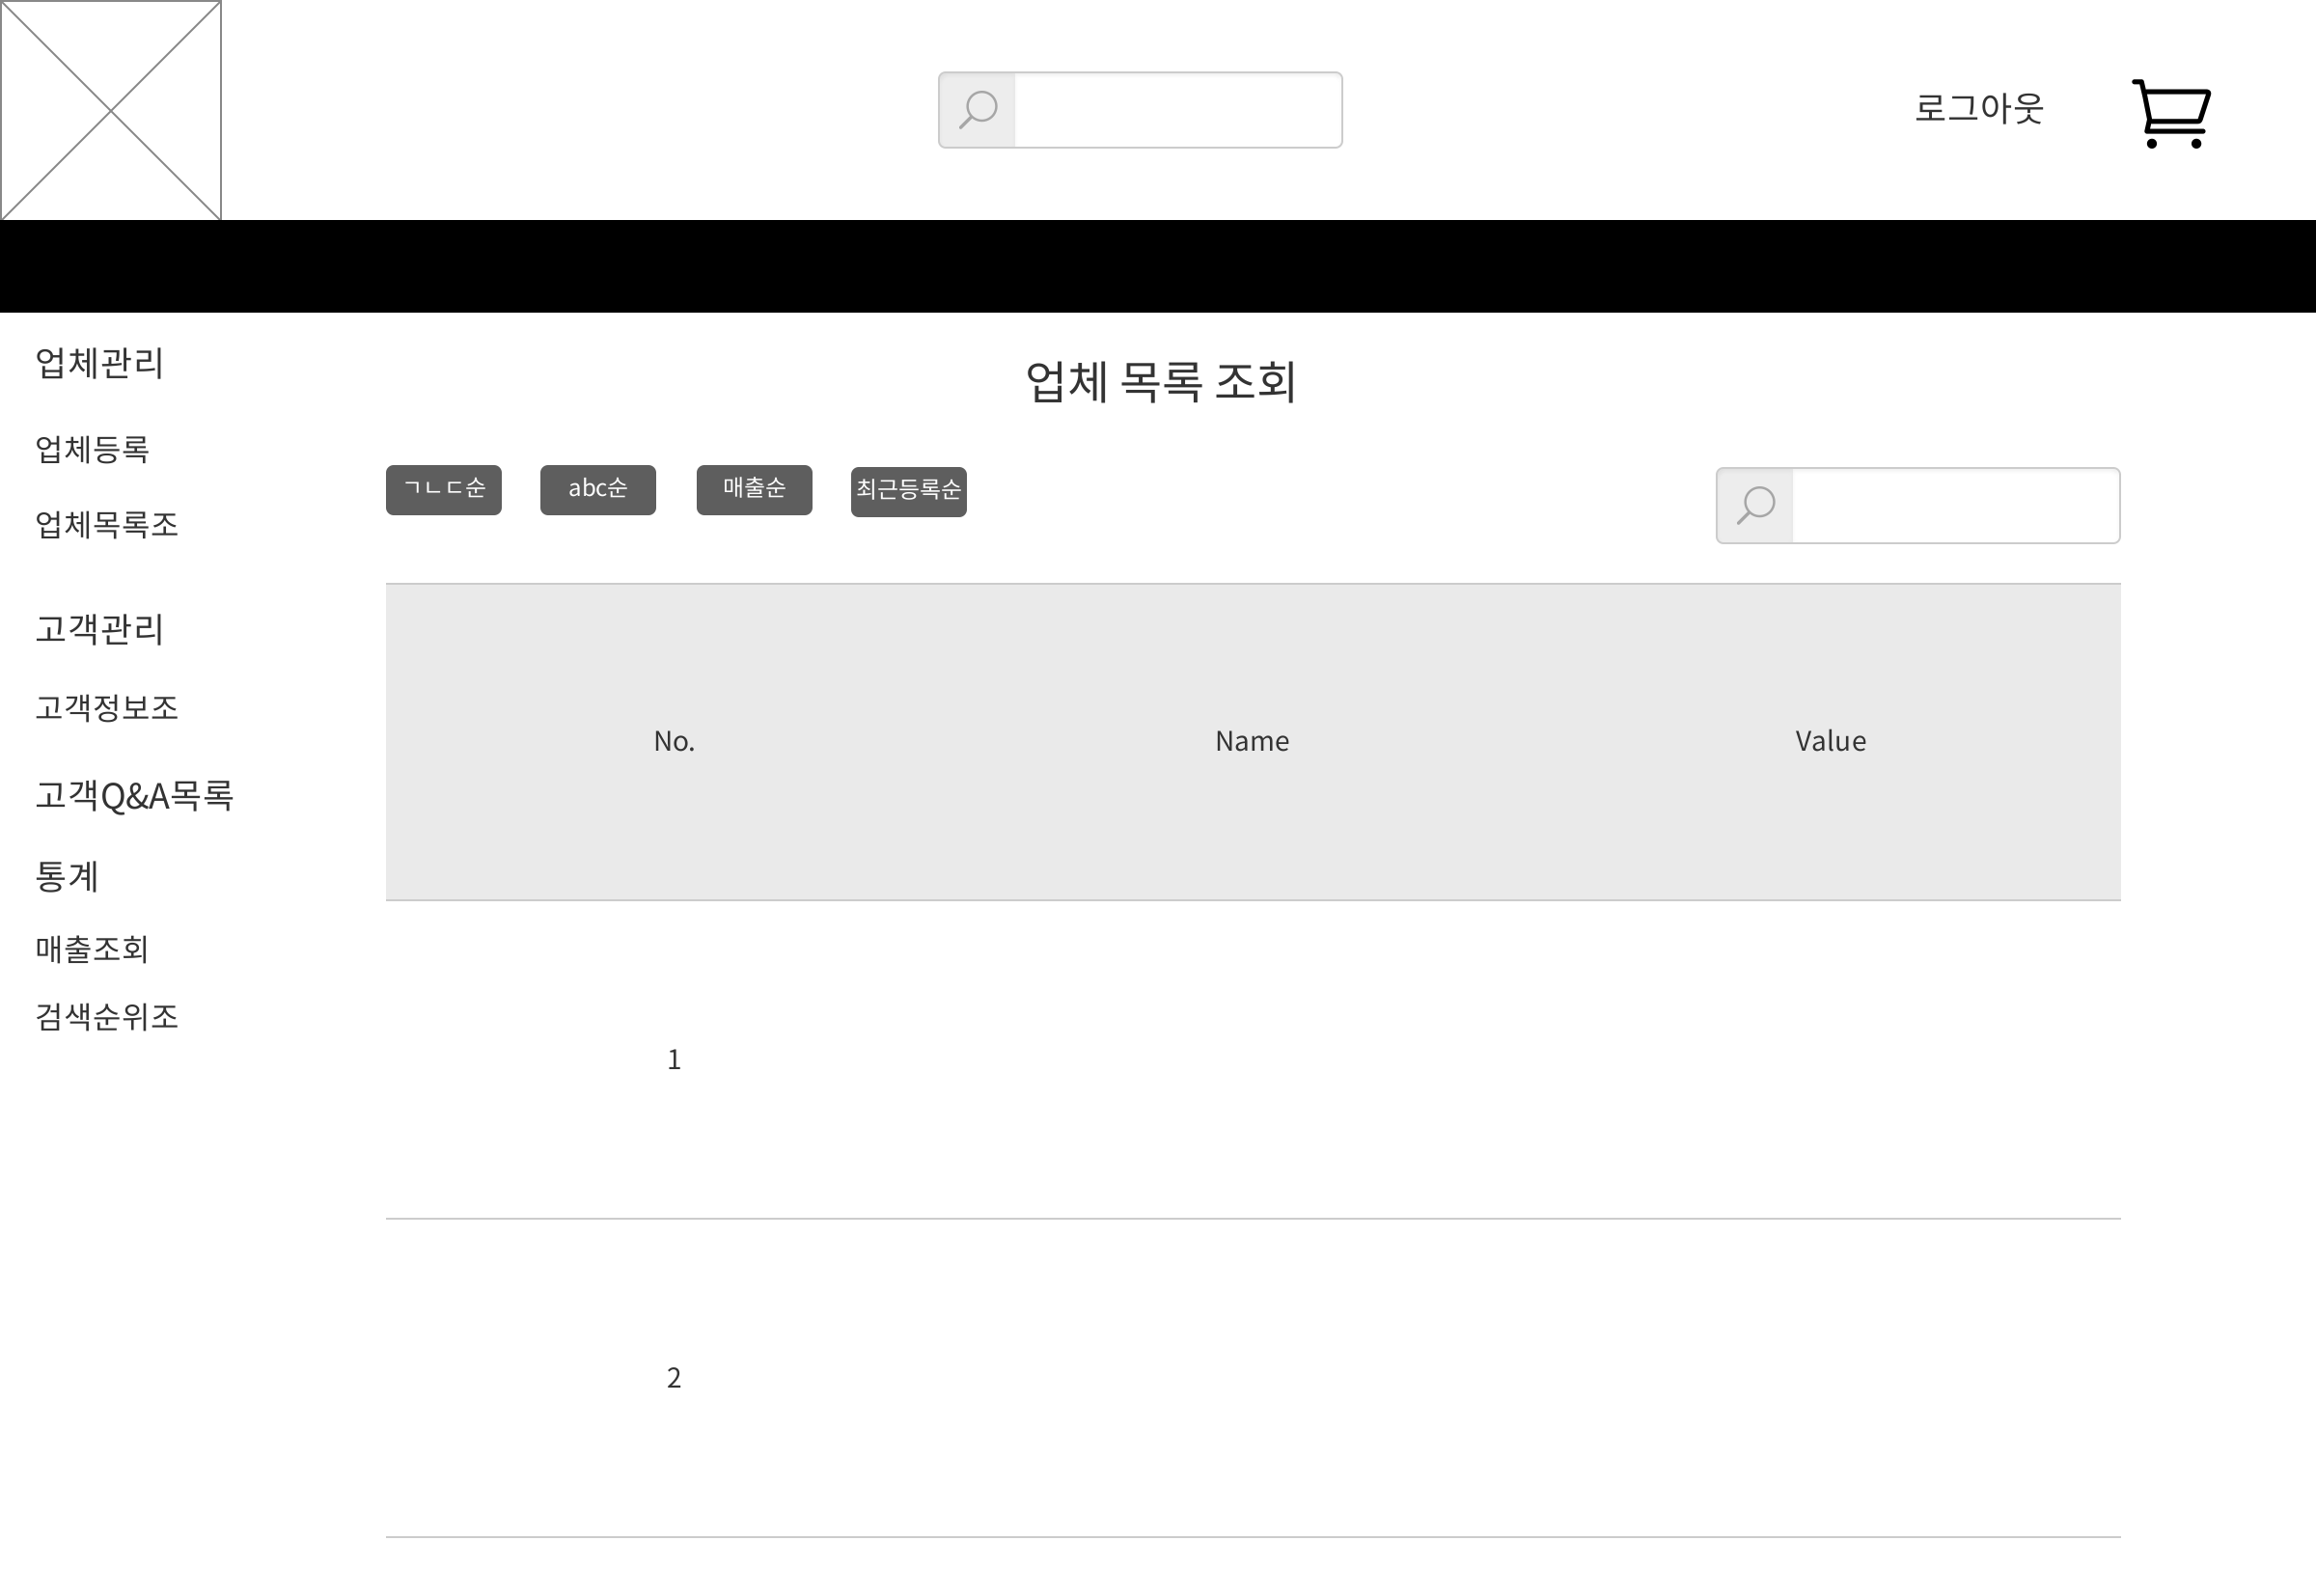 로그아웃
업체관리
업체등록
업체목록조
고객관리
고객정보조
고객Q&A목록
통계
매출조회
검색순위조
업체 목록 조회
ㄱㄴㄷ순 abc순 매출순 최근등록순
No. Name Value
1
2